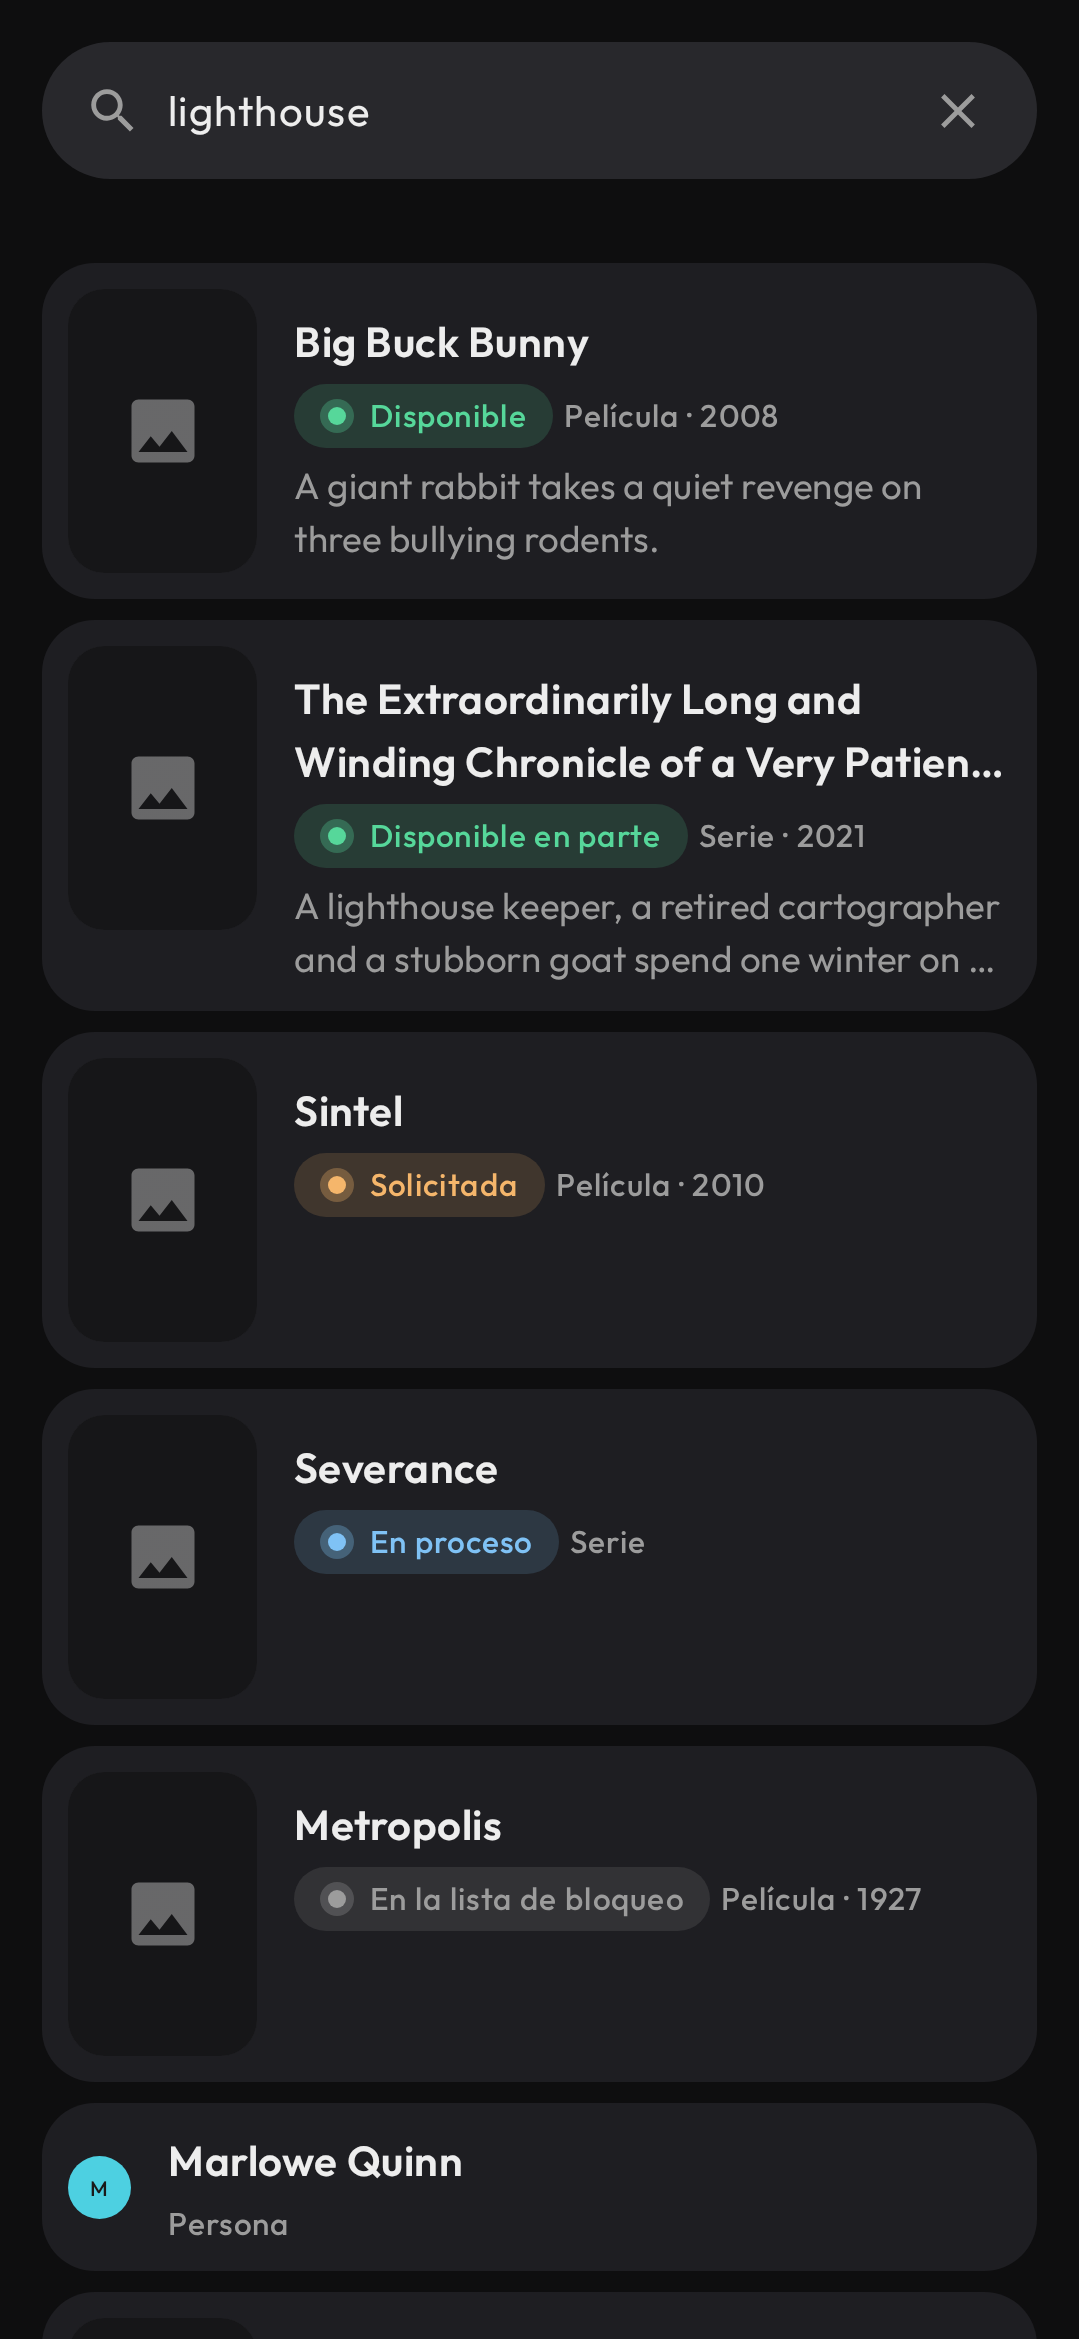 lighthouse
Big Buck Bunny
Disponible Película · 2008
A giant rabbit takes a quiet revenge on
three bullying rodents.
The Extraordinarily Long and
Winding Chronicle of a Very Patien...
Disponible en parte Serie · 2021
A lighthouse keeper, a retired cartographer
and a stubborn goat spend one winter on ...
Sintel
Solicitada Película · 2010
Severance
En proceso Serie
Metropolis
En la lista de bloqueo Película · 1927
M
Marlowe Quinn
Persona